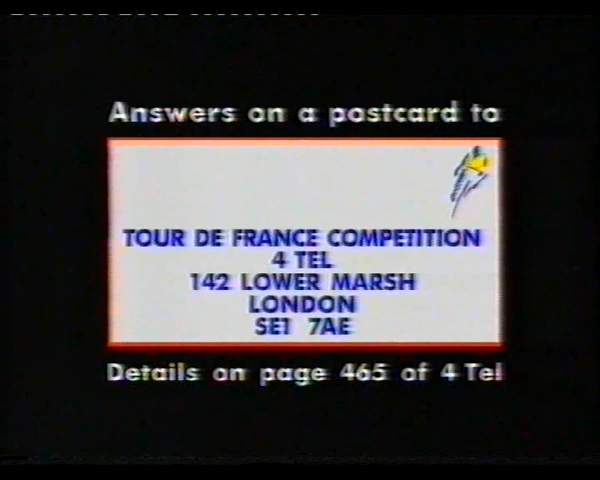 Answers on a postcard to
TOUR DE FRANCE COMPETITION
4 TEL
142 LOWER MARSH
LONDON
SE1 7AE
Details on page 465 of 4 Tel